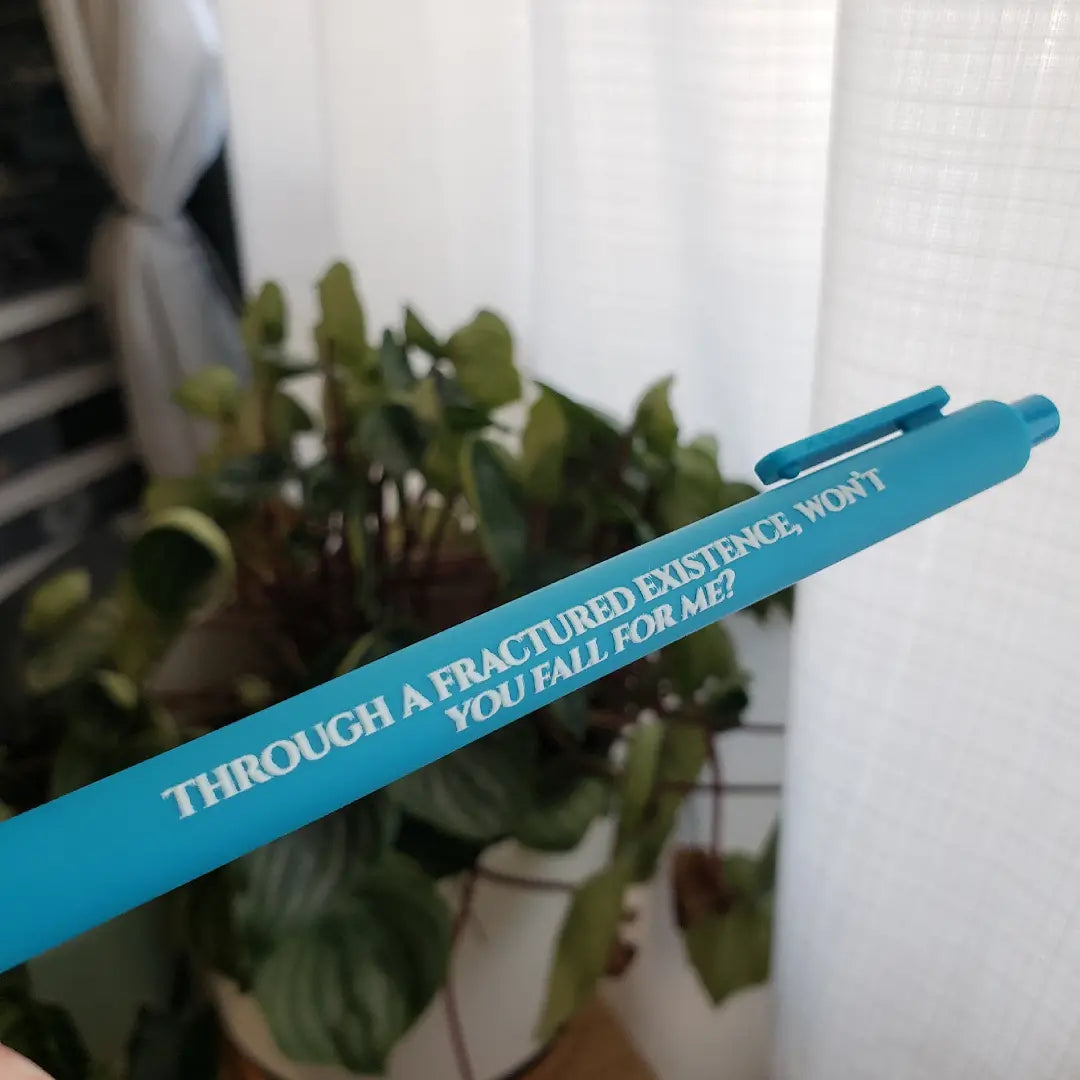 THROUGH A FRACTURED EXISTENCE, WON'T
YOU FALL FOR ME?